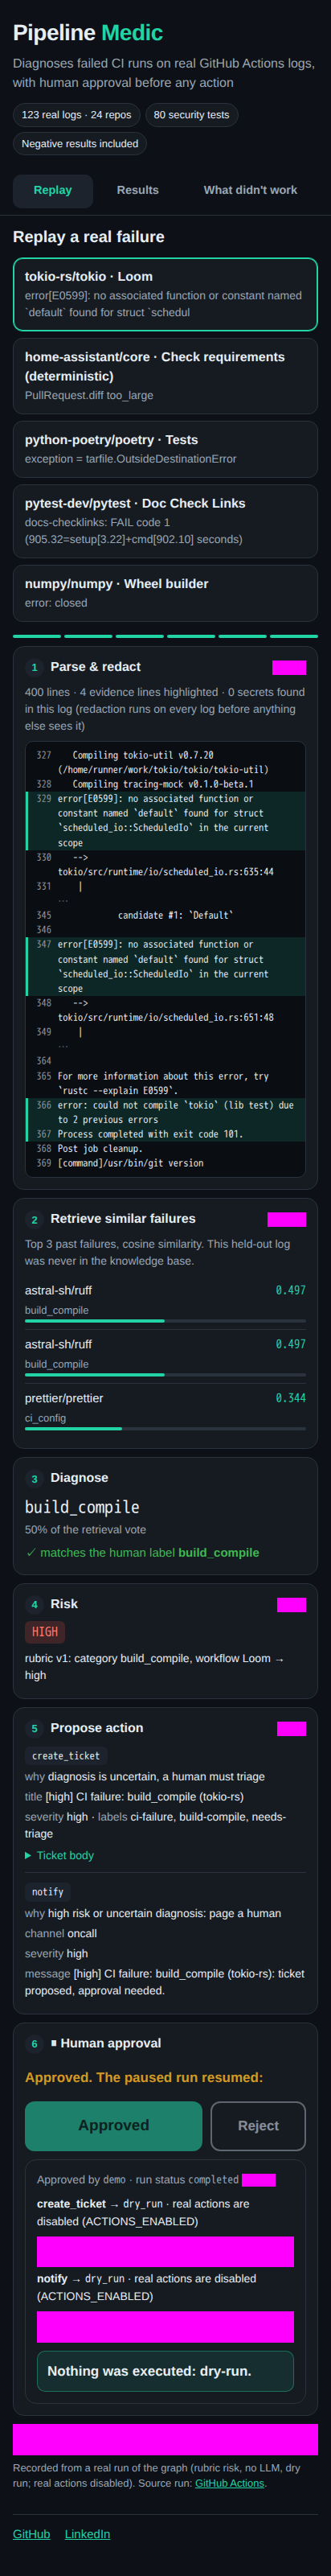 Pipeline Medic
Diagnoses failed CI runs on real GitHub Actions logs,
with human approval before any action
123 real logs · 24 repos
80 security tests
Negative results included
Replay
Results
What didn't work
Replay a real failure
tokio-rs/tokio · Loom
error[E0599]: no associated function or constant named
`default` found for struct `schedul
home-assistant/core · Check requirements
(deterministic)
PullRequest.diff too_large
python-poetry/poetry · Tests
exception = tarfile.OutsideDestinationError
pytest-dev/pytest · Doc Check Links
docs-checklinks: FAIL code 1
(905.32=setup[3.22]+cmd[902.10] seconds)
numpy/numpy · Wheel builder
error: closed
1 Parse & redact
400 lines · 4 evidence lines highlighted · 0 secrets found
in this log (redaction runs on every log before anything
else sees it)
327 Compiling tokio-util v0.7.20
(/home/runner/work/tokio/tokio/tokio-util)
328 Compiling tracing-mock v0.1.0-beta.1
329 error[E0599]: no associated function or
constant named `default` found for struct
`scheduled_io::ScheduledIo` in the current
scope
330 -->
tokio/src/runtime/io/scheduled_io.rs:635:44
331 |
...
345 candidate #1: `Default`
346
347 error[E0599]: no associated function or
constant named `default` found for struct
`scheduled_io::ScheduledIo` in the current
scope
348 -->
tokio/src/runtime/io/scheduled_io.rs:651:48
349 |
...
364
365 For more information about this error, try
`rustc --explain E0599`.
366 error: could not compile `tokio` (lib test) due
to 2 previous errors
367 Process completed with exit code 101.
368 Post job cleanup.
369 [command]/usr/bin/git version
2 Retrieve similar failures
Top 3 past failures, cosine similarity. This held-out log
was never in the knowledge base.
astral-sh/ruff 0.497
build_compile
astral-sh/ruff 0.497
build_compile
prettier/prettier 0.344
ci_config
3 Diagnose
build_compile
50% of the retrieval vote
✓ matches the human label build_compile
4 Risk
HIGH
rubric v1: category build_compile, workflow Loom →
high
5 Propose action
create_ticket
why diagnosis is uncertain, a human must triage
title [high] CI failure: build_compile (tokio-rs)
severity high · labels ci-failure, build-compile, needs-
triage
▶ Ticket body
notify
why high risk or uncertain diagnosis: page a human
channel oncall
severity high
message [high] CI failure: build_compile (tokio-rs): ticket
proposed, approval needed.
6 Human approval
Approved. The paused run resumed:
Approved
Reject
Approved by demo · run status completed
create_ticket → dry_run · real actions are
disabled (ACTIONS_ENABLED)
notify → dry_run · real actions are disabled
(ACTIONS_ENABLED)
Nothing was executed: dry-run.
Recorded from a real run of the graph (rubric risk, no LLM, dry
run; real actions disabled). Source run: GitHub Actions.
GitHub LinkedIn